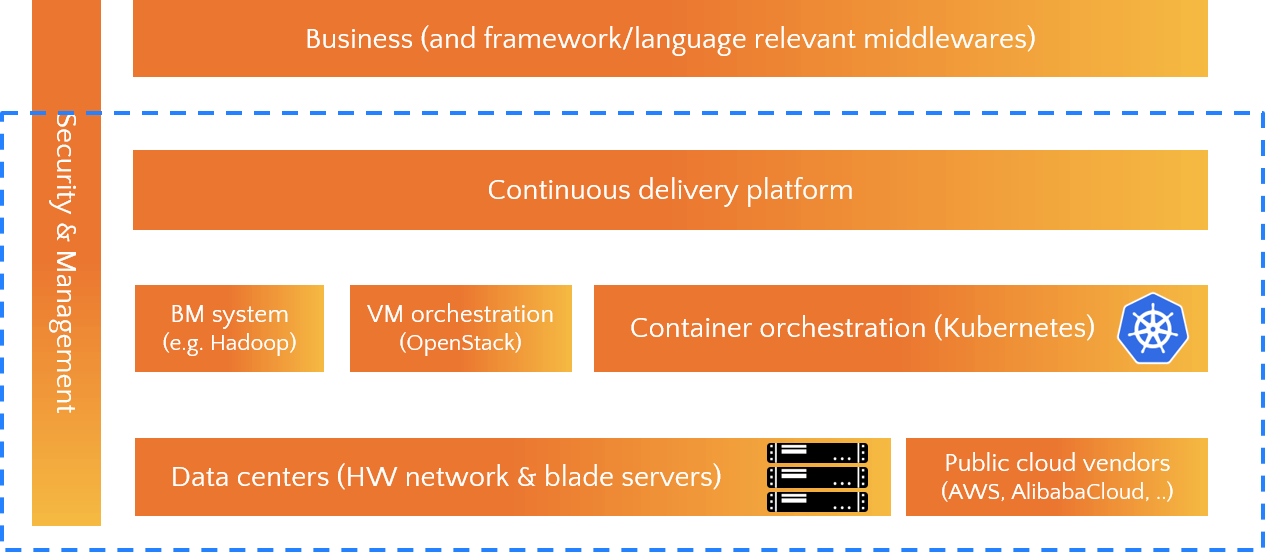 Business (and framework/language relevant middlewares)
Security & Management
Continuous delivery platform
BM system
(e.g. Hadoop)
VM orchestration
(OpenStack)
Container orchestration (Kubernetes)
Data centers (HW network & blade servers)
Public cloud vendors
(AWS, AlibabaCloud, ..)